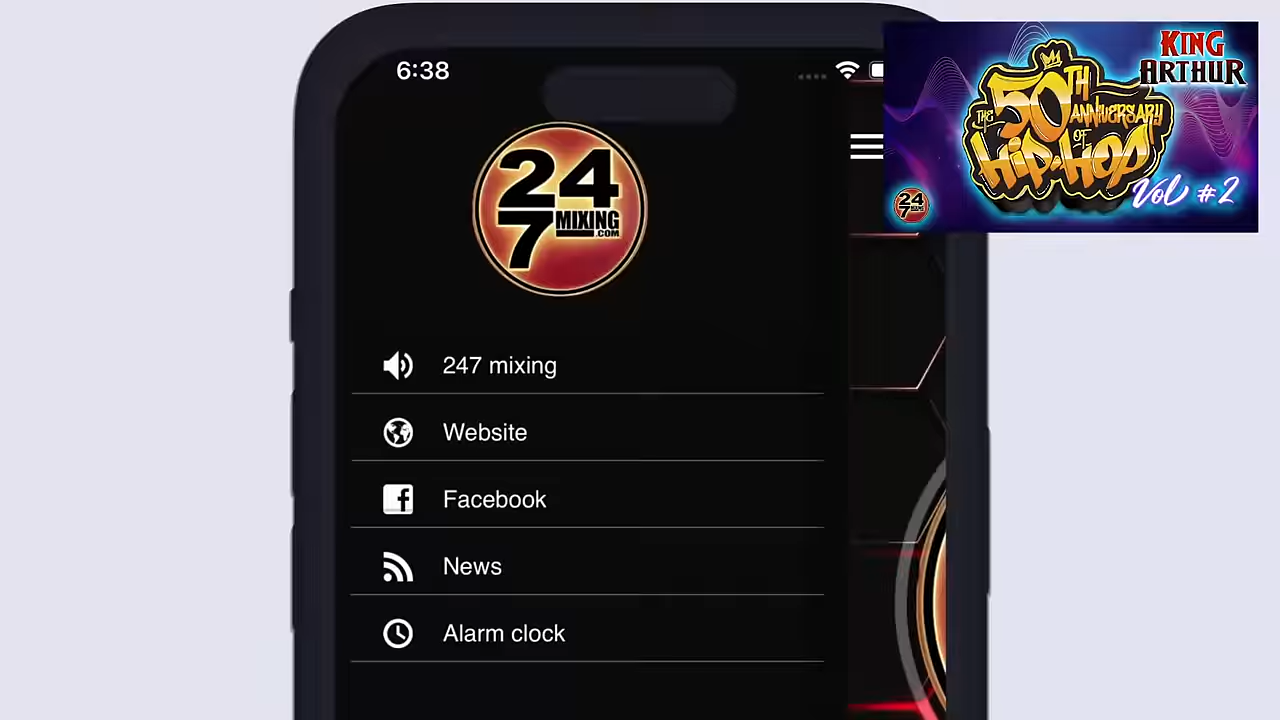 6:38
24
7 MIXING
.COM
247 mixing
Website
Facebook
News
Alarm clock
KING
ARTHUR
THE 50TH
ANNIVERSARY
OF
HIP-HOP
Vol #2
24
7